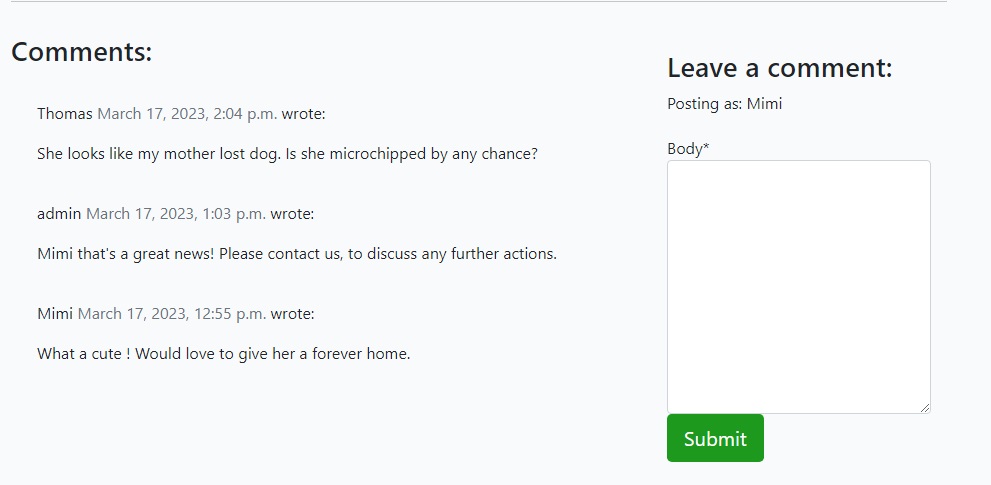 Comments:
Thomas March 17, 2023, 2:04 p.m. wrote:
She looks like my mother lost dog. Is she microchipped by any chance?
admin March 17, 2023, 1:03 p.m. wrote:
Mimi that's a great news! Please contact us, to discuss any further actions.
Mimi March 17, 2023, 12:55 p.m. wrote:
What a cute ! Would love to give her a forever home.
Leave a comment:
Posting as: Mimi
Body*
Submit